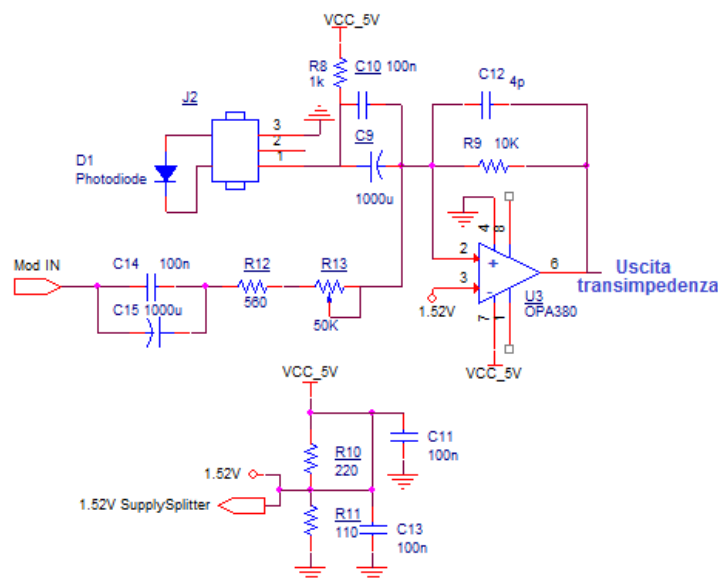 VCC_5V
R8
1k
C10 100n
C12
4p
J2
3
2
1
C9
1000u
R9 10K
D1
Photodiode
4
8
2
+
6
Uscita
transimpedenza
3
-
1.52V
U3
OPA380
7
1
VCC_5V
Mod IN
C14
100n
R12
560
R13
50K
C15 1000u
VCC_5V
R10
220
C11
100n
1.52V
1.52V SupplySplitter
R11
110
C13
100n